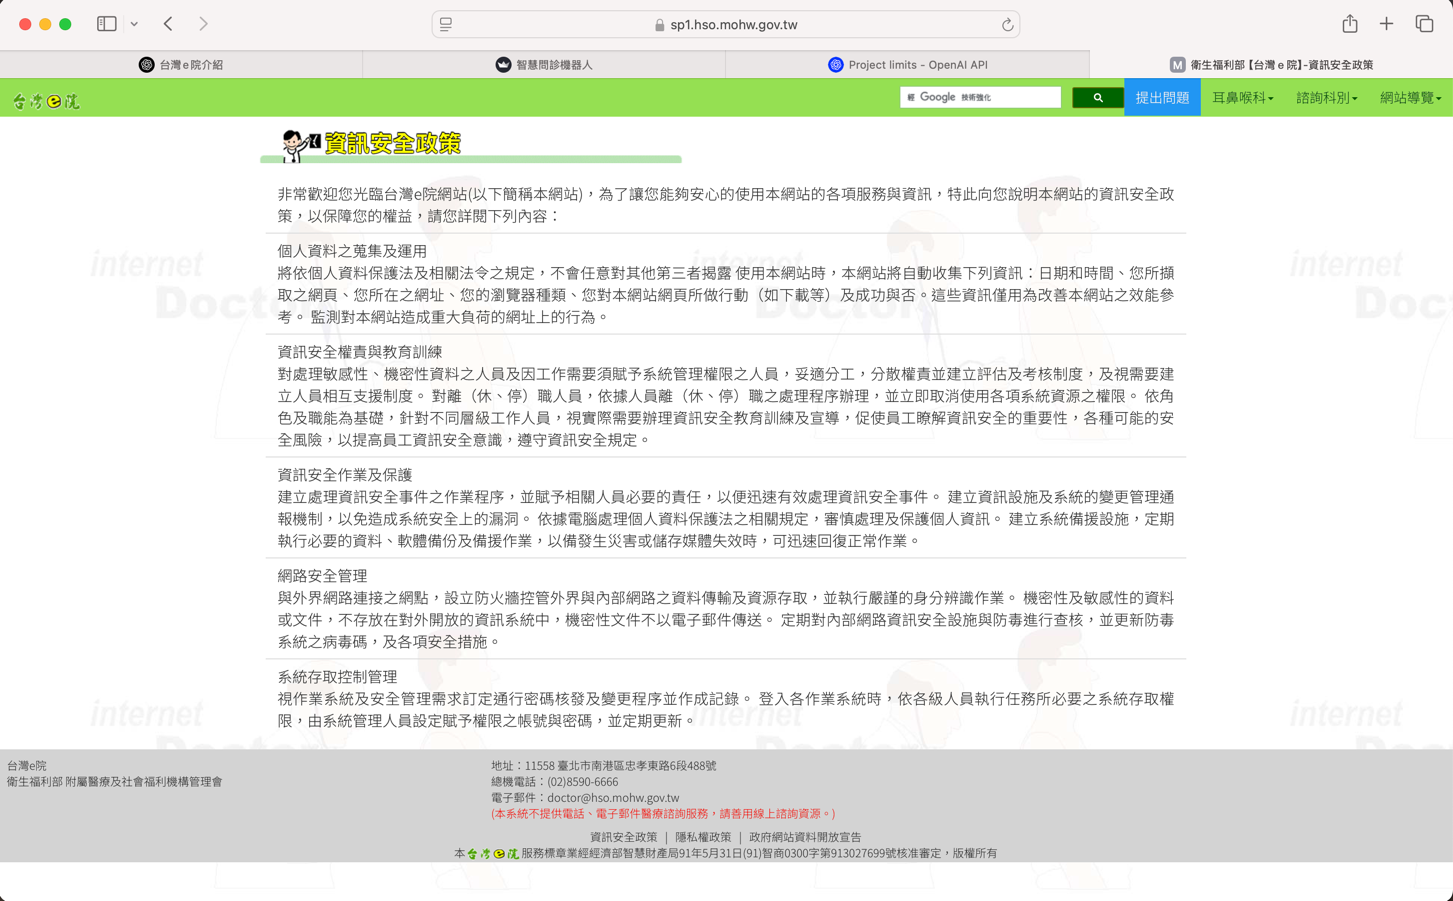 sp1.hso.mohw.gov.tw
台灣ｅ院介紹
智慧問診機器人
Project limits - OpenAI API
M 衛生福利部【台灣ｅ院】-資訊安全政策
台灣e院
經 Google 技術強化
提出問題
耳鼻喉科
諮詢科別
網站導覽
資訊安全政策
非常歡迎您光臨台灣e院網站(以下簡稱本網站)，為了讓您能夠安心的使用本網站的各項服務與資訊，特此向您說明本網站的資訊安全政
策，以保障您的權益，請您詳閱下列內容：
個人資料之蒐集及運用
將依個人資料保護法及相關法令之規定，不會任意對其他第三者揭露 使用本網站時，本網站將自動收集下列資訊：日期和時間、您所擷
取之網頁、您所在之網址、您的瀏覽器種類、您對本網站網頁所做行動（如下載等）及成功與否。這些資訊僅用為改善本網站之效能參
考。 監測對本網站造成重大負荷的網址上的行為。
資訊安全權責與教育訓練
對處理敏感性、機密性資料之人員及因工作需要須賦予系統管理權限之人員，妥適分工，分散權責並建立評估及考核制度，及視需要建
立人員相互支援制度。 對離（休、停）職人員，依據人員離（休、停）職之處理程序辦理，並立即取消使用各項系統資源之權限。 依角
色及職能為基礎，針對不同層級工作人員，視實際需要辦理資訊安全教育訓練及宣導，促使員工瞭解資訊安全的重要性，各種可能的安
全風險，以提高員工資訊安全意識，遵守資訊安全規定。
資訊安全作業及保護
建立處理資訊安全事件之作業程序，並賦予相關人員必要的責任，以便迅速有效處理資訊安全事件。 建立資訊設施及系統的變更管理通
報機制，以免造成系統安全上的漏洞。 依據電腦處理個人資料保護法之相關規定，審慎處理及保護個人資訊。 建立系統備援設施，定期
執行必要的資料、軟體備份及備援作業，以備發生災害或儲存媒體失效時，可迅速回復正常作業。
網路安全管理
與外界網路連接之網點，設立防火牆控管外界與內部網路之資料傳輸及資源存取，並執行嚴謹的身分辨識作業。 機密性及敏感性的資料
或文件，不存放在對外開放的資訊系統中，機密性文件不以電子郵件傳送。 定期對內部網路資訊安全設施與防毒進行查核，並更新防毒
系統之病毒碼，及各項安全措施。
系統存取控制管理
視作業系統及安全管理需求訂定通行密碼核發及變更程序並作成記錄。 登入各作業系統時，依各級人員執行任務所必要之系統存取權
限，由系統管理人員設定賦予權限之帳號與密碼，並定期更新。
internet
Doctor
internet
Doctor
internet
Doc
internet
Doctor
internet
Doctor
internet
Doc
台灣e院
衛生福利部 附屬醫療及社會福利機構管理會
地址：11558 臺北市南港區忠孝東路6段488號
總機電話：(02)8590-6666
電子郵件：doctor@hso.mohw.gov.tw
(本系統不提供電話、電子郵件醫療諮詢服務，請善用線上諮詢資源。)
資訊安全政策 | 隱私權政策 | 政府網站資料開放宣告
本台灣e院服務標章業經經濟部智慧財產局91年5月31日(91)智商0300字第913027699號核准審定，版權所有